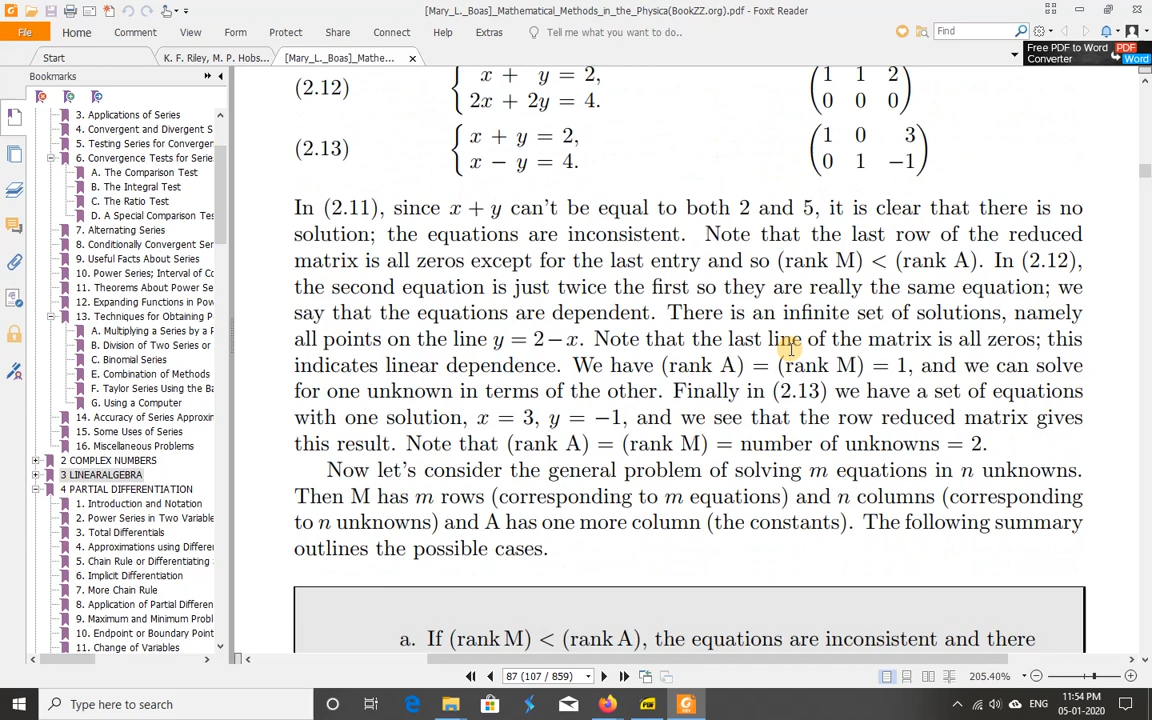 [Mary_L._Boas]_Mathematical_Methods_in_the_Physica(BookZZ.org).pdf - Foxit Reader
File Home Comment View Form Protect Share Connect Help Extras Tell me what you want to do.. Find
Free PDF to Word Converter PDF Word
Start K. F. Riley, M. P. Hobs... [Mary_L._Boas]_Mathe...
Bookmarks
3. Applications of Series
4. Convergent and Divergent S
5. Testing Series for Converger
6. Convergence Tests for Serie
A. The Comparison Test
B. The Integral Test
C. The Ratio Test
D. A Special Comparison Tes
7. Alternating Series
8. Conditionally Convergent Se
9. Useful Facts About Series
10. Power Series; Interval of Cc
11. Theorems About Power Se
12. Expanding Functions in Pov
13. Techniques for Obtaining P
A. Multiplying a Series by a P
B. Division of Two Series or
C. Binomial Series
E. Combination of Methods
F. Taylor Series Using the Ba
G. Using a Computer
14. Accuracy of Series Approxin
15. Some Uses of Series
16. Miscellaneous Problems
2 COMPLEX NUMBERS
3 LINEARALGEBRA
4 PARTIAL DIFFERENTIATION
1. Introduction and Notation
2. Power Series in Two Variable
3. Total Differentials
4. Approximations using Differe
5. Chain Rule or Differentiating
6. Implicit Differentiation
7. More Chain Rule
8. Application of Partial Differen
9. Maximum and Minimum Probl
10. Endpoint or Boundary Point
11. Change of Variables
(2.12) { x + y = 2, 2x + 2y = 4. (1 1 2
0 0 0)
(2.13) { x + y = 2, x − y = 4. (1 0 3
0 1 −1)
In (2.11), since x + y can't be equal to both 2 and 5, it is clear that there is no
solution; the equations are inconsistent. Note that the last row of the reduced
matrix is all zeros except for the last entry and so (rank M) < (rank A). In (2.12),
the second equation is just twice the first so they are really the same equation; we
say that the equations are dependent. There is an infinite set of solutions, namely
all points on the line y = 2 − x. Note that the last line of the matrix is all zeros; this
indicates linear dependence. We have (rank A) = (rank M) = 1, and we can solve
for one unknown in terms of the other. Finally in (2.13) we have a set of equations
with one solution, x = 3, y = −1, and we see that the row reduced matrix gives
this result. Note that (rank A) = (rank M) = number of unknowns = 2.
Now let's consider the general problem of solving m equations in n unknowns.
Then M has m rows (corresponding to m equations) and n columns (corresponding
to n unknowns) and A has one more column (the constants). The following summary
outlines the possible cases.
a. If (rank M) < (rank A), the equations are inconsistent and there
87 (107 / 859) 205.40%
Type here to search
ENG 11:54 PM
05-01-2020